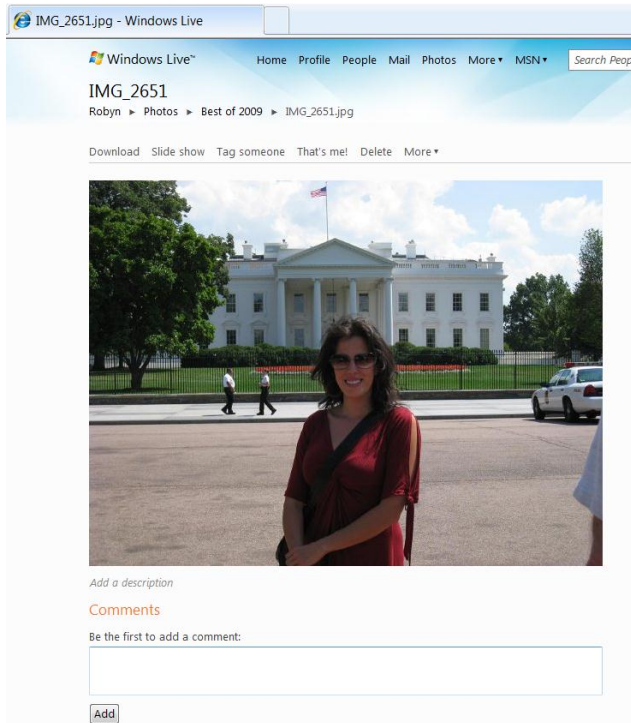 IMG_2651.jpg - Windows Live
Windows Live™ Home Profile People Mail Photos More ▾ MSN ▾ Search Peop
IMG_2651
Robyn ▸ Photos ▸ Best of 2009 ▸ IMG_2651.jpg
Download Slide show Tag someone That's me! Delete More ▾
Add a description
Comments
Be the first to add a comment:
Add